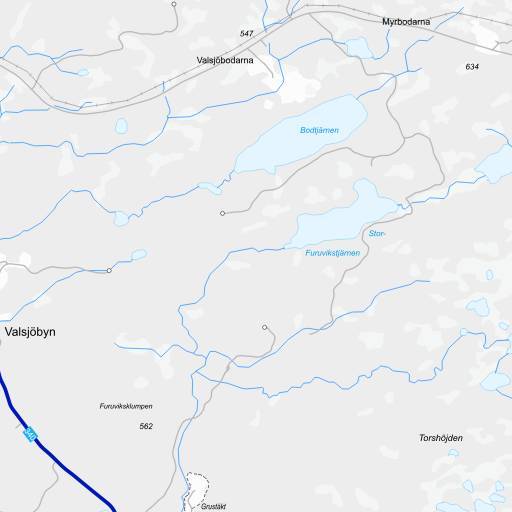 Myrbodarna
547
Valsjöbodarna
634
Bodtjärnen
Stor-
Furuvikstjärnen
Valsjöbyn
Furuviksklumpen
562
Torshöjden
Grustäkt